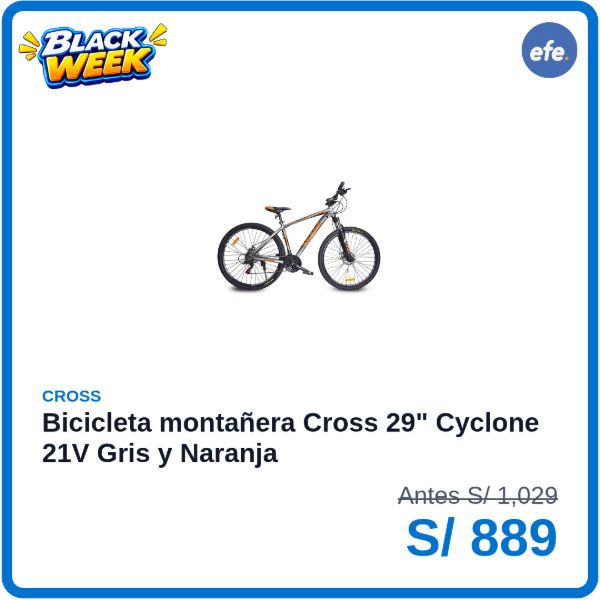 BLACK
WEEK
efe.
CROSS
Bicicleta montañera Cross 29" Cyclone
21V Gris y Naranja
Antes S/ 1,029
S/ 889